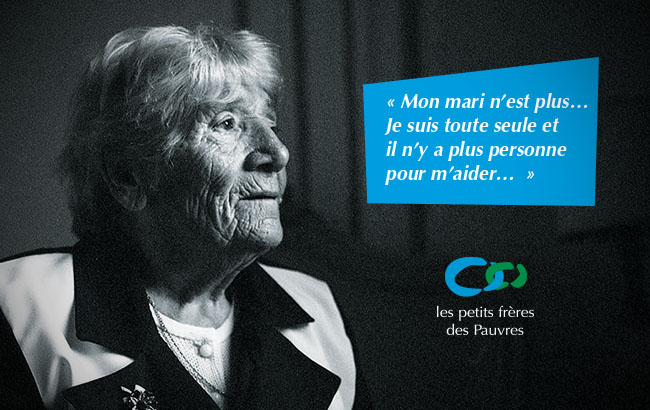 « Mon mari n’est plus…
Je suis toute seule et
il n’y a plus personne
pour m’aider…  »
les petits frères
des Pauvres